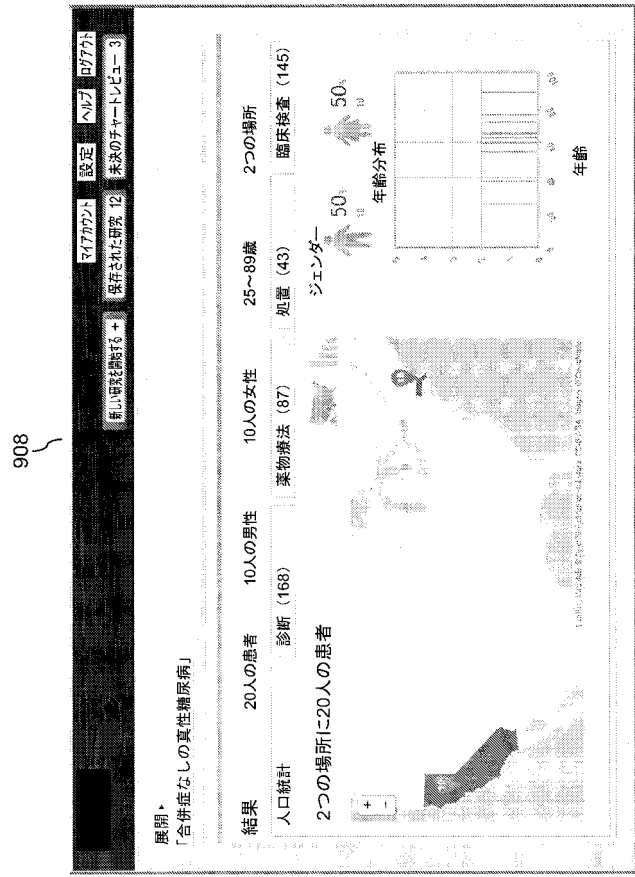 908
マイアカウント 設定 ヘルプ ログアウト
新しい研究を開始する + 保存された研究 12 未決のチャートレビュー 3
展開
「合併症なしの真性糖尿病」
結果 20人の患者 10人の男性 10人の女性 25～89歳 2つの場所
人口統計 診断 (168) 薬物療法 (87) 処置 (43) 臨床検査 (145)
2つの場所に20人の患者
+
-
ジェンダー
50% 50%
10 10
年齢分布
年齢